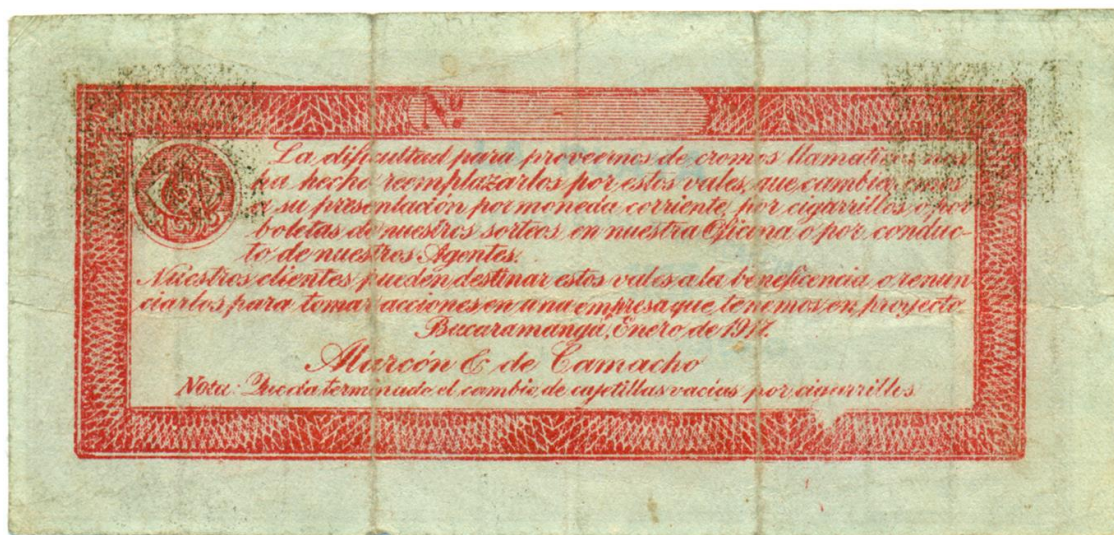 Nº
La dificultad para proveernos de cromos llamativos nos
ha hecho reemplazarlos por estos vales, que cambiaremos
a su presentación por moneda corriente, por cigarrillos o por
boletas de nuestros sorteos en nuestra Oficina o por conduc-
to de nuestros Agentes.
Nuestros clientes pueden destinar estos vales a la beneficencia, o renun
ciarlos para tomar acciones en una empresa que tenemos en proyecto
Bucaramanga, Enero de 1917.
Alarcón & de Camacho
Nota: Queda terminado el cambio de cajetillas vacías por cigarrillos